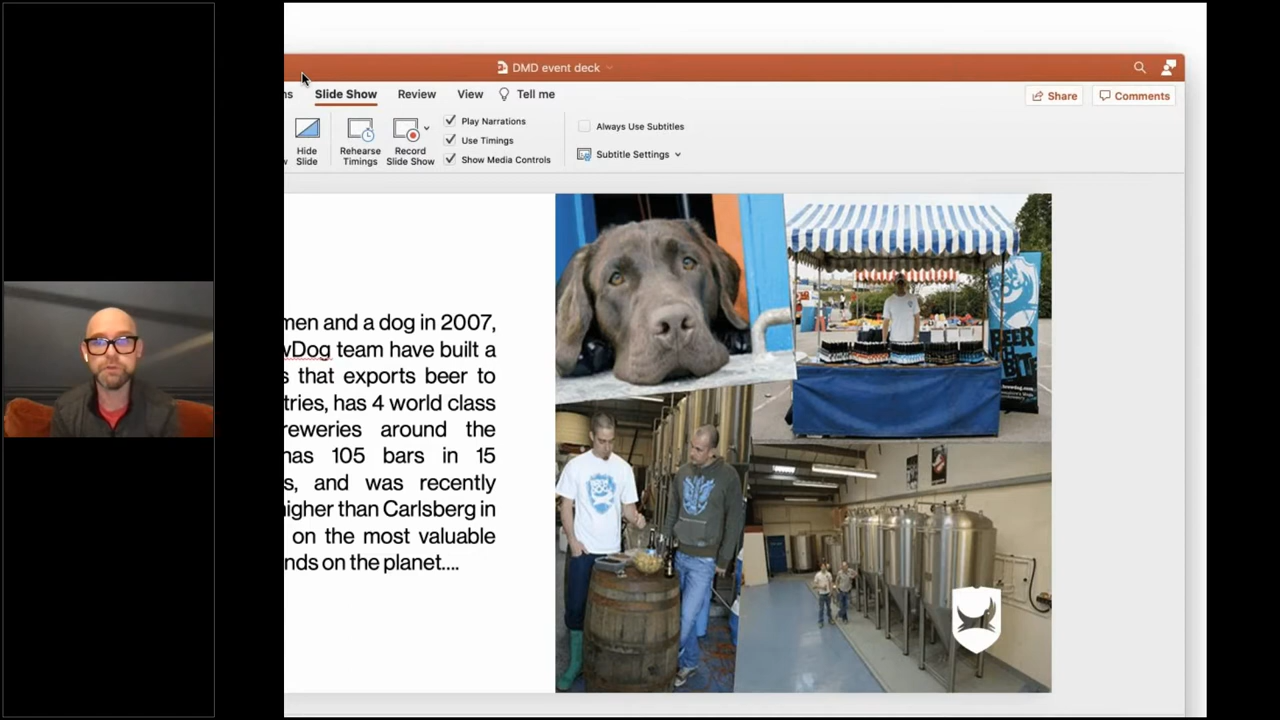 DMD event deck
ns
Slide Show
Review
View
Tell me
Share
Comments
Hide
Slide
Rehearse
Timings
Record
Slide Show
Play Narrations
Use Timings
Show Media Controls
Always Use Subtitles
Subtitle Settings
w
men and a dog in 2007,
wDog team have built a
s that exports beer to
tries, has 4 world class
reweries around the
has 105 bars in 15
s, and was recently
higher than Carlsberg in
on the most valuable
nds on the planet....
BEER